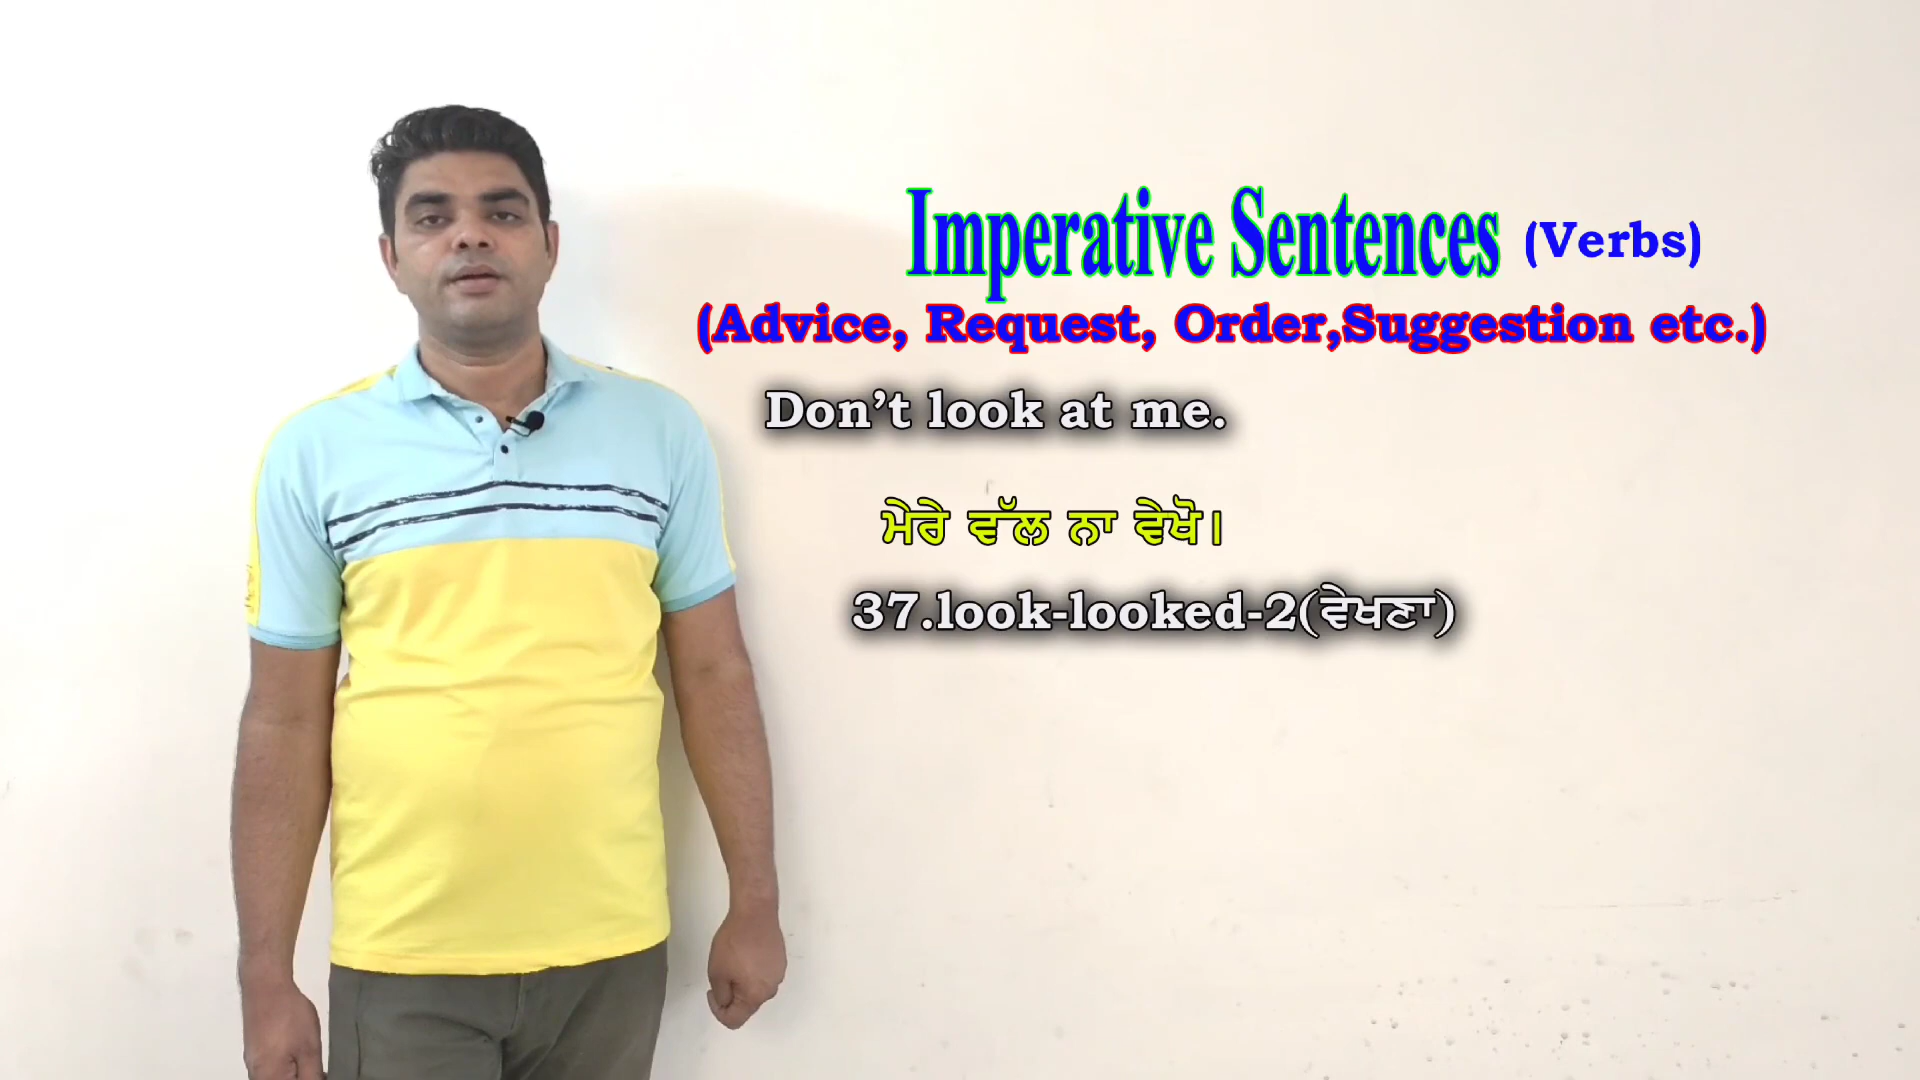 Imperative Sentences (Verbs)
(Advice, Request, Order,Suggestion etc.)
Don’t look at me.
ਮੇਰੇ ਵੱਲ ਨਾ ਵੇਖੋ।
37.look-looked-2(ਵੇਖਣਾ)